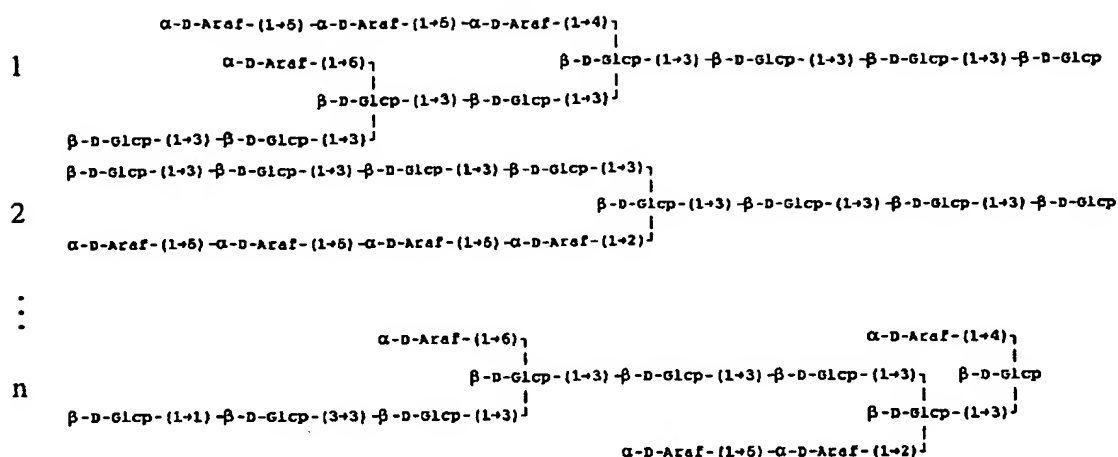 α-D-Araf-(1→5)-α-D-Araf-(1→5)-α-D-Araf-(1→4)
1
α-D-Araf-(1→6)
β-D-Glcp-(1→3)-β-D-Glcp-(1→3)-β-D-Glcp-(1→3)-β-D-Glcp
β-D-Glcp-(1→3)-β-D-Glcp-(1→3)
β-D-Glcp-(1→3)-β-D-Glcp-(1→3)
β-D-Glcp-(1→3)-β-D-Glcp-(1→3)-β-D-Glcp-(1→3)-β-D-Glcp-(1→3)
2
β-D-Glcp-(1→3)-β-D-Glcp-(1→3)-β-D-Glcp-(1→3)-β-D-Glcp
α-D-Araf-(1→5)-α-D-Araf-(1→5)-α-D-Araf-(1→5)-α-D-Araf-(1→2)
α-D-Araf-(1→6)
α-D-Araf-(1→4)
n
β-D-Glcp-(1→3)-β-D-Glcp-(1→3)-β-D-Glcp-(1→3)
β-D-Glcp
β-D-Glcp-(1→1)-β-D-Glcp-(3→3)-β-D-Glcp-(1→3)
β-D-Glcp-(1→3)
α-D-Araf-(1→5)-α-D-Araf-(1→2)